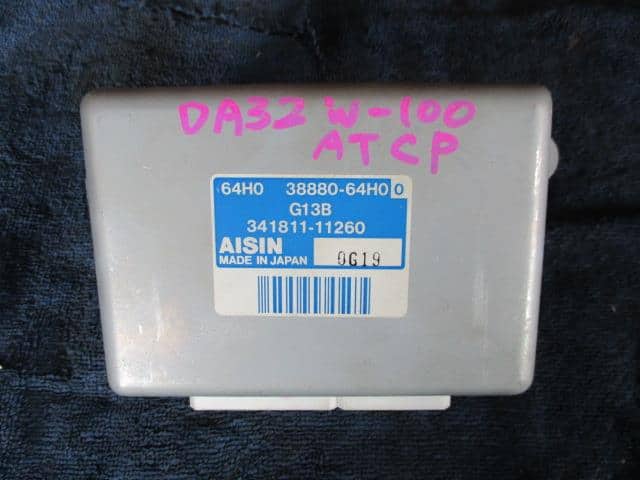 DA32W-100
ATCP
64H0 38880-64H0 0
G13B
341811-11260
AISIN
MADE IN JAPAN 0G19